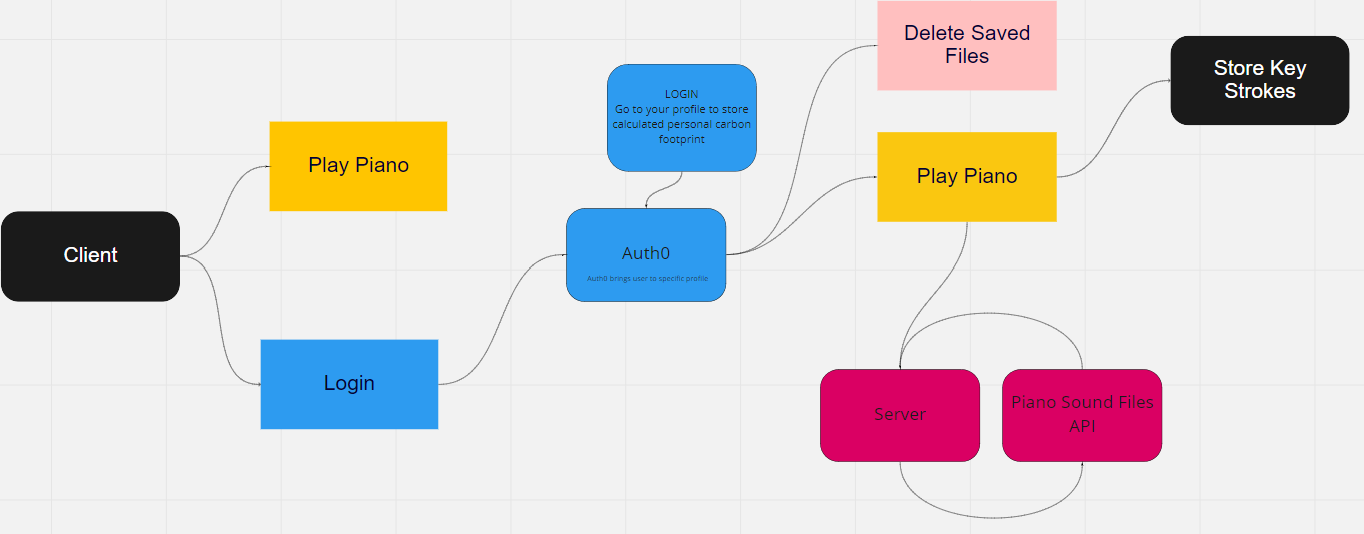 Client
Play Piano
Login
LOGIN
Go to your profile to store
calculated personal carbon
footprint
Auth0
Auth0 brings user to specific profile
Delete Saved
Files
Play Piano
Store Key
Strokes
Server
Piano Sound Files
API